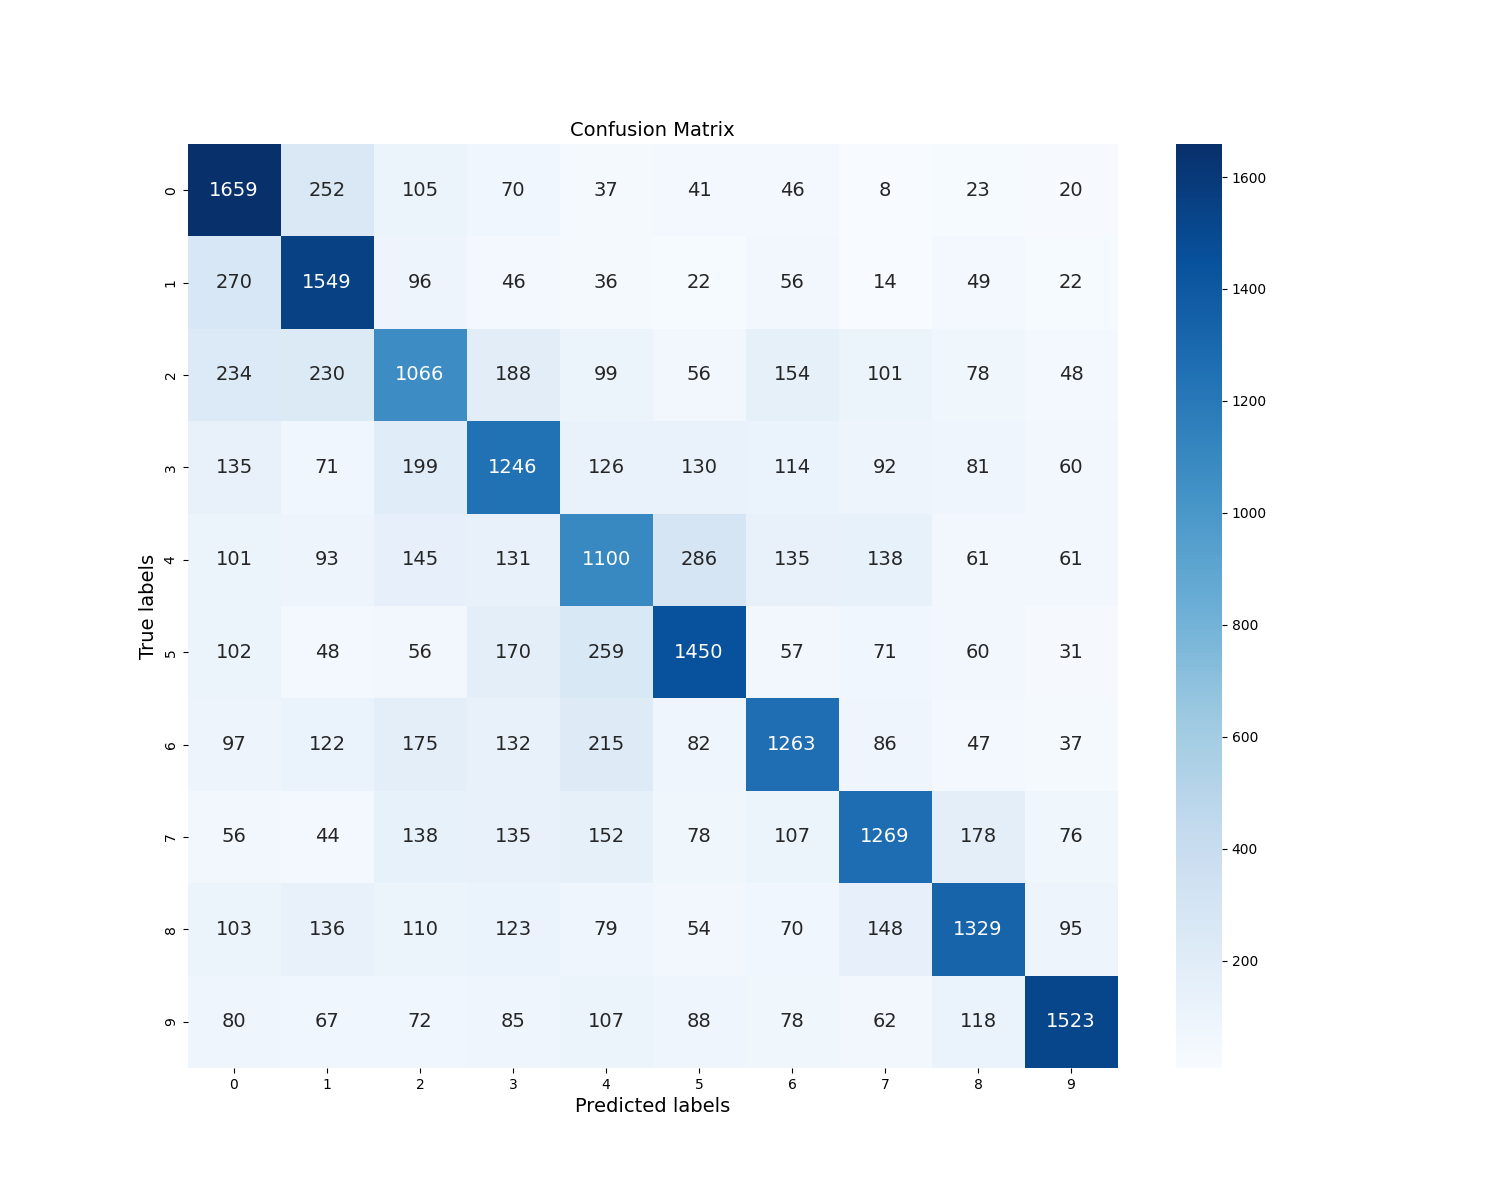 Confusion Matrix
0 1659 252 105 70 37 41 46 8 23 20
1 270 1549 96 46 36 22 56 14 49 22
2 234 230 1066 188 99 56 154 101 78 48
3 135 71 199 1246 126 130 114 92 81 60
4 101 93 145 131 1100 286 135 138 61 61
5 102 48 56 170 259 1450 57 71 60 31
6 97 122 175 132 215 82 1263 86 47 37
7 56 44 138 135 152 78 107 1269 178 76
8 103 136 110 123 79 54 70 148 1329 95
9 80 67 72 85 107 88 78 62 118 1523
0 1 2 3 4 5 6 7 8 9
Predicted labels
True labels
1600
1400
1200
1000
800
600
400
200